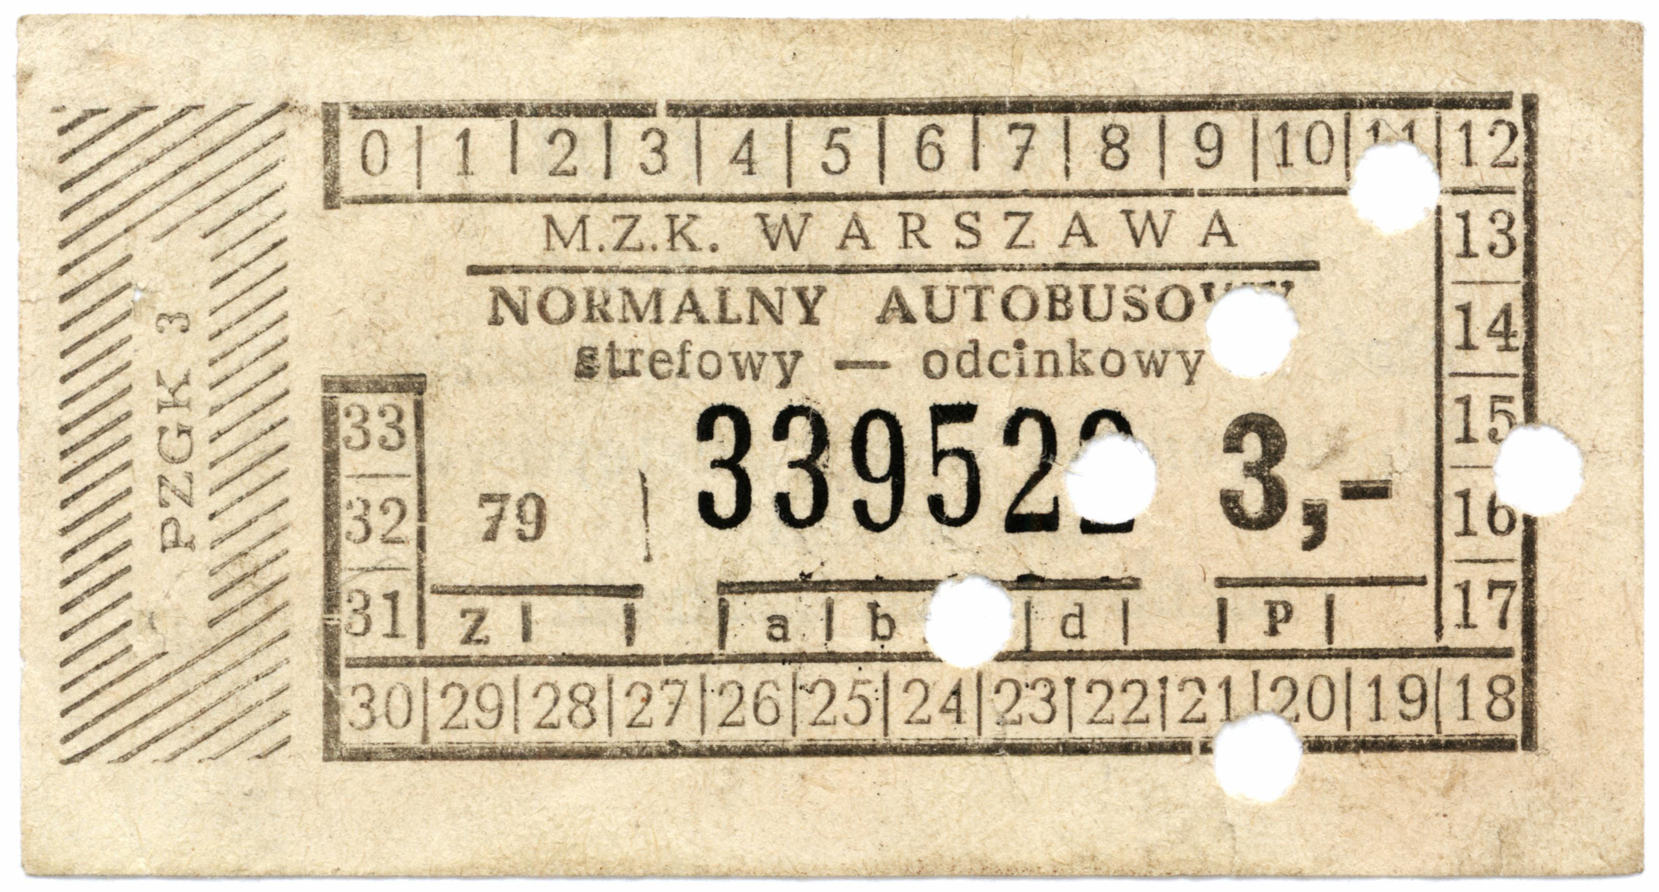 0 1 2 3 4 5 6 7 8 9 10 11 12
M.Z.K. WARSZAWA
13
NORMALNY AUTOBUSOWY
14
strefowy — odcinkowy
33
339522 3,-
15
32
79
16
31
z a b d P
17
30 29 28 27 26 25 24 23 22 21 20 19 18
PZGK 3